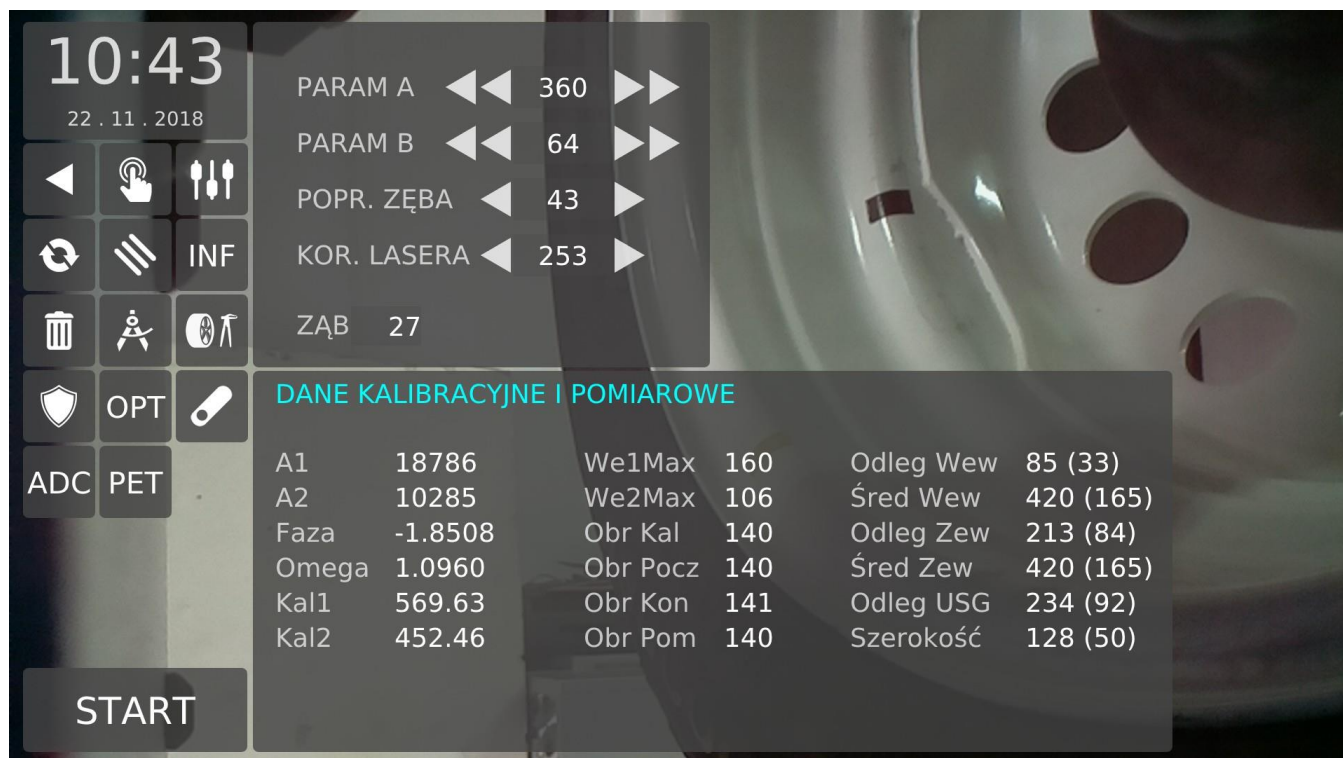 10:43
22 . 11 . 2018
INF
OPT
ADC PET
START
PARAM A 360
PARAM B 64
POPR. ZĘBA 43
KOR. LASERA 253
ZĄB 27
DANE KALIBRACYJNE I POMIAROWE
A1 18786 We1Max 160 Odleg Wew 85 (33)
A2 10285 We2Max 106 Śred Wew 420 (165)
Faza -1.8508 Obr Kal 140 Odleg Zew 213 (84)
Omega 1.0960 Obr Pocz 140 Śred Zew 420 (165)
Kal1 569.63 Obr Kon 141 Odleg USG 234 (92)
Kal2 452.46 Obr Pom 140 Szerokość 128 (50)